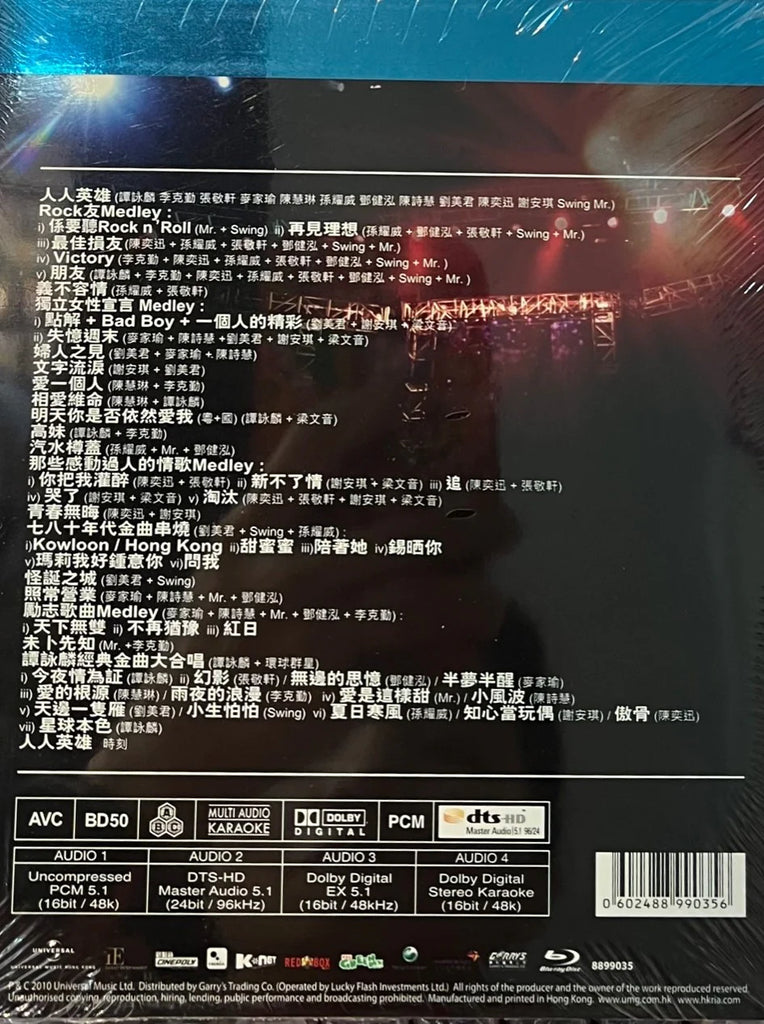 人人英雄 (譚詠麟 李克勤 張敬軒 麥家瑜 陳慧琳 孫耀威 鄧健泓 陳詩慧 劉美君 陳奕迅 謝安琪 Swing Mr.)
Rock友Medley :
i) 係要聽Rock n' Roll (Mr. + Swing) ii) 再見理想 (孫耀威 + 鄧健泓 + 張敬軒 + Swing + Mr.)
iii) 最佳損友 (陳奕迅 + 孫耀威 + 張敬軒 + 鄧健泓 + Swing + Mr.)
iv) Victory (李克勤 + 陳奕迅 + 孫耀威 + 張敬軒 + 鄧健泓 + Swing + Mr. )
v) 朋友 (譚詠麟 + 李克勤 + 陳奕迅 + 孫耀威 + 張敬軒 + 鄧健泓 + Swing + Mr. )
義不容情 (孫耀威 + 張敬軒)
獨立女性宣言 Medley :
i) 點解 + Bad Boy + 一個人的精彩 (劉美君 + 謝安琪 + 梁文音)
ii) 失憶週末 (麥家瑜 + 陳詩慧 +劉美君 + 謝安琪 + 梁文音)
婦人之見 (劉美君 + 麥家瑜 + 陳詩慧)
文字流淚 (謝安琪 + 劉美君)
愛一個人 (陳慧琳 + 李克勤)
相愛維命 (陳慧琳 + 譚詠麟)
明天你是否依然愛我 (粵+國) (譚詠麟 + 梁文音)
高妹 (譚詠麟 + 李克勤)
汽水樽蓋 (孫耀威 + Mr. + 鄧健泓)
那些感動過人的情歌Medley :
i) 你把我灌醉 (陳奕迅 + 張敬軒) ii) 新不了情 (謝安琪 + 梁文音) iii) 追 (陳奕迅 + 張敬軒)
iv) 哭了 (謝安琪 + 梁文音) v) 淘汰 (陳奕迅 + 張敬軒 + 謝安琪 + 梁文音)
青春無晦 (陳奕迅 + 謝安琪)
七八十年代金曲串燒 (劉美君 + Swing + 孫耀威) :
i)Kowloon / Hong Kong ii)甜蜜蜜 iii)陪著她 iv)錫晒你
v)瑪莉我好鍾意你 vi)問我
怪誕之城 (劉美君 + Swing)
照常營業 (麥家瑜 + 陳詩慧 + Mr. + 鄧健泓)
勵志歌曲Medley (麥家瑜 + 陳詩慧 + Mr. + 鄧健泓 + 李克勤) :
i) 天下無雙 ii) 不再猶豫 iii) 紅日
未卜先知 (Mr. +李克勤)
譚詠麟經典金曲大合唱 (譚詠麟 + 環球群星)
i) 今夜情為証 (譚詠麟) ii) 幻影 (張敬軒) / 無邊的思憶 (鄧健泓) / 半夢半醒 (麥家瑜)
iii) 愛的根源 (陳慧琳) / 雨夜的浪漫 (李克勤) iv) 愛是這樣甜 (Mr.) / 小風波 (陳詩慧)
v) 天邊一隻雁 (劉美君) / 小生怕怕 (Swing) vi) 夏日寒風 (孫耀威) / 知心當玩偶 (謝安琪) / 傲骨 (陳奕迅)
vii) 星球本色 (譚詠麟)
人人英雄 時刻
AVC BD50 ABC MULTI AUDIO KARAOKE DOLBY DIGITAL PCM dts-HD Master Audio 5.1 96/24
AUDIO 1 AUDIO 2 AUDIO 3 AUDIO 4
Uncompressed DTS-HD Dolby Digital Dolby Digital
PCM 5.1 Master Audio 5.1 EX 5.1 Stereo Karaoke
(16bit / 48k) (24bit / 96kHz) (16bit / 48kHz) (16bit / 48k)
0 602488 990356
UNIVERSAL
UNIVERSAL MUSIC HONG KONG
CINEPOLY
RED BOX
Blu-ray Disc 8899035
P & C 2010 Universal Music Ltd. Distributed by Garry's Trading Co. (Operated by Lucky Flash Investments Ltd.) All rights of the producer and the owner of the work reproduced reserved.
Unauthorised copying, reproduction, hiring, lending, public performance and broadcasting prohibited. Manufactured and printed in Hong Kong. www.umg.com.hk www.hkria.com